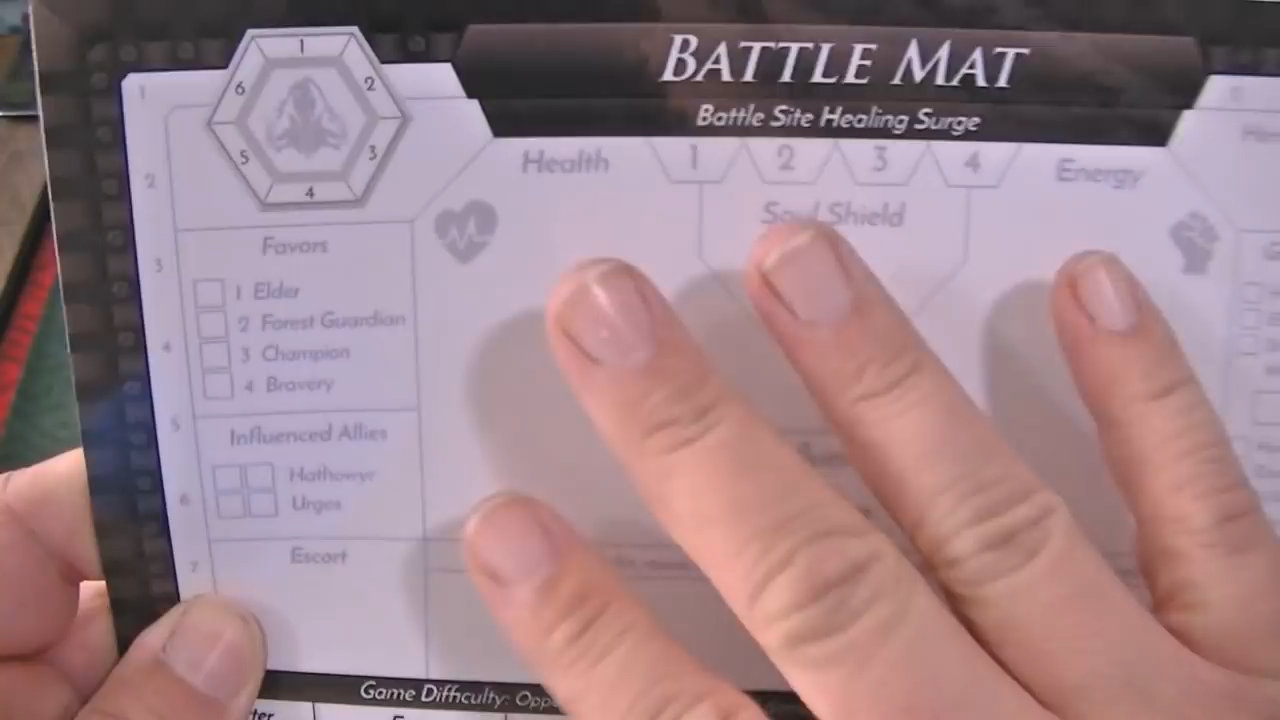 BATTLE MAT
Battle Site Healing Surge
1
2
3
4
5
6
1
2
3
4
5
6
7
Health
1 2 3 4
Energy
Soul Shield
Favors
1 Elder
2 Forest Guardian
3 Champion
4 Bravery
Influenced Allies
Hathowyr
Urges
Escort
Game Difficulty: